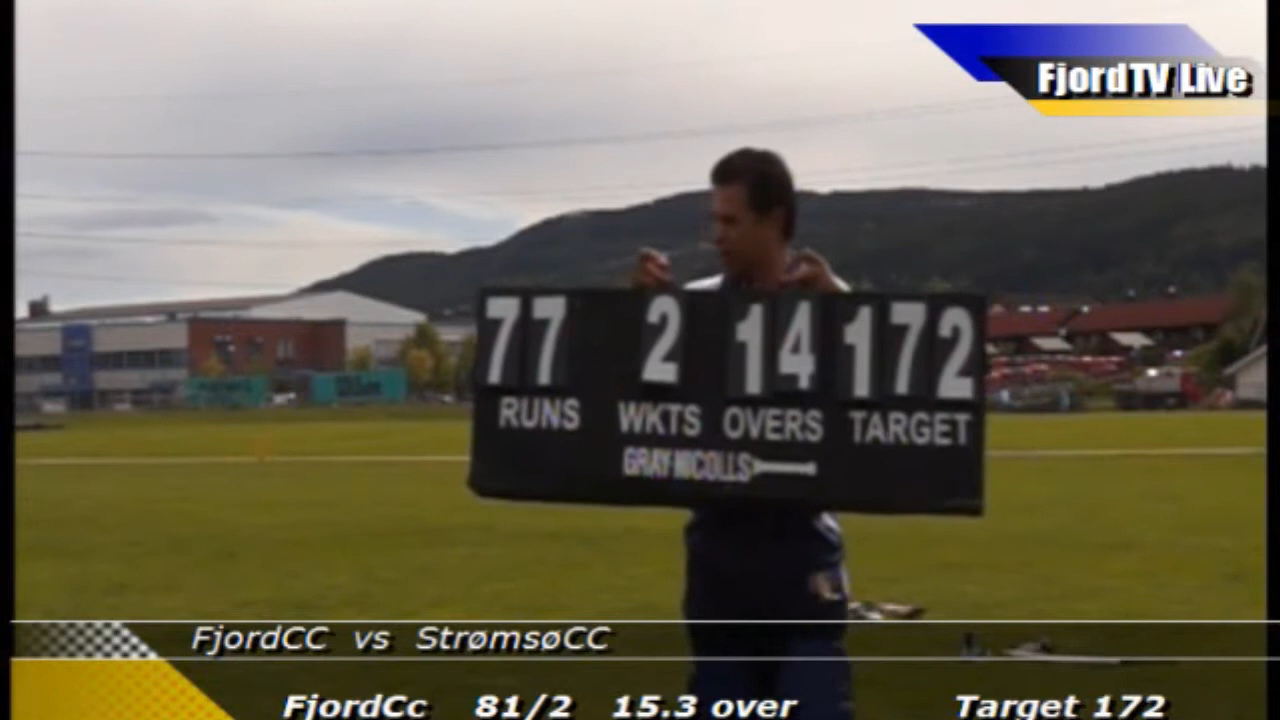 FjordTV Live
77 2 14 172
RUNS WKTS OVERS TARGET
GRAY-NICOLLS
FjordCC vs StrømsøCC
FjordCc 81/2 15.3 over Target 172